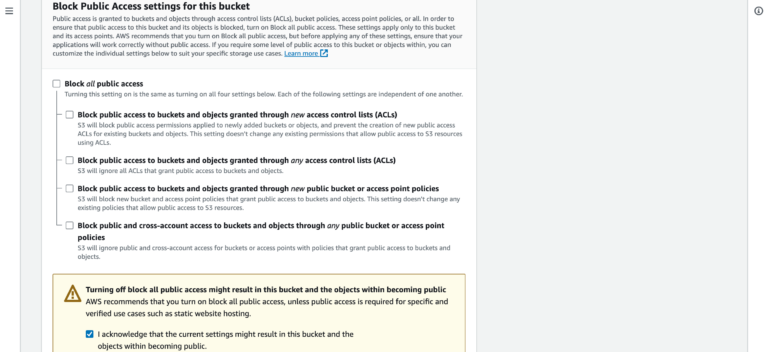 Block Public Access settings for this bucket
Public access is granted to buckets and objects through access control lists (ACLs), bucket policies, access point policies, or all. In order to
ensure that public access to this bucket and its objects is blocked, turn on Block all public access. These settings apply only to this bucket
and its access points. AWS recommends that you turn on Block all public access, but before applying any of these settings, ensure that your
applications will work correctly without public access. If you require some level of public access to this bucket or objects within, you can
customize the individual settings below to suit your specific storage use cases. Learn more
Block all public access
Turning this setting on is the same as turning on all four settings below. Each of the following settings are independent of one another.
Block public access to buckets and objects granted through new access control lists (ACLs)
S3 will block public access permissions applied to newly added buckets or objects, and prevent the creation of new public access
ACLs for existing buckets and objects. This setting doesn't change any existing permissions that allow public access to S3 resources
using ACLs.
Block public access to buckets and objects granted through any access control lists (ACLs)
S3 will ignore all ACLs that grant public access to buckets and objects.
Block public access to buckets and objects granted through new public bucket or access point policies
S3 will block new bucket and access point policies that grant public access to buckets and objects. This setting doesn't change any
existing policies that allow public access to S3 resources.
Block public and cross-account access to buckets and objects through any public bucket or access point
policies
S3 will ignore public and cross-account access for buckets or access points with policies that grant public access to buckets and
objects.
Turning off block all public access might result in this bucket and the objects within becoming public
AWS recommends that you turn on block all public access, unless public access is required for specific and
verified use cases such as static website hosting.
I acknowledge that the current settings might result in this bucket and the
objects within becoming public.